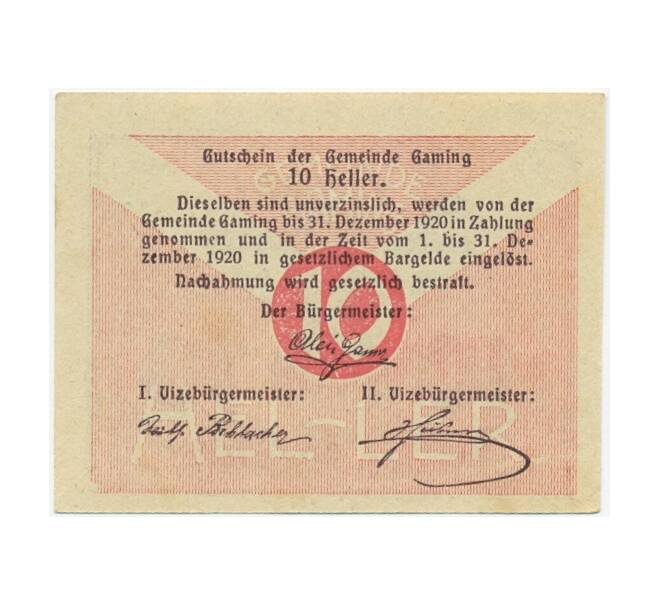 Gutschein der Gemeinde Gaming
10 Heller.
Dieselben sind unverzinslich, werden von der
Gemeinde Gaming bis 31. Dezember 1920 in Zahlung
genommen und in der Zeit vom 1. bis 31. De-
zember 1920 in gesetzlichem Bargelde eingelöst.
Nachahmung wird gesetzlich bestraft.
10
Der Bürgermeister:
I. Vizebürgermeister: II. Vizebürgermeister: